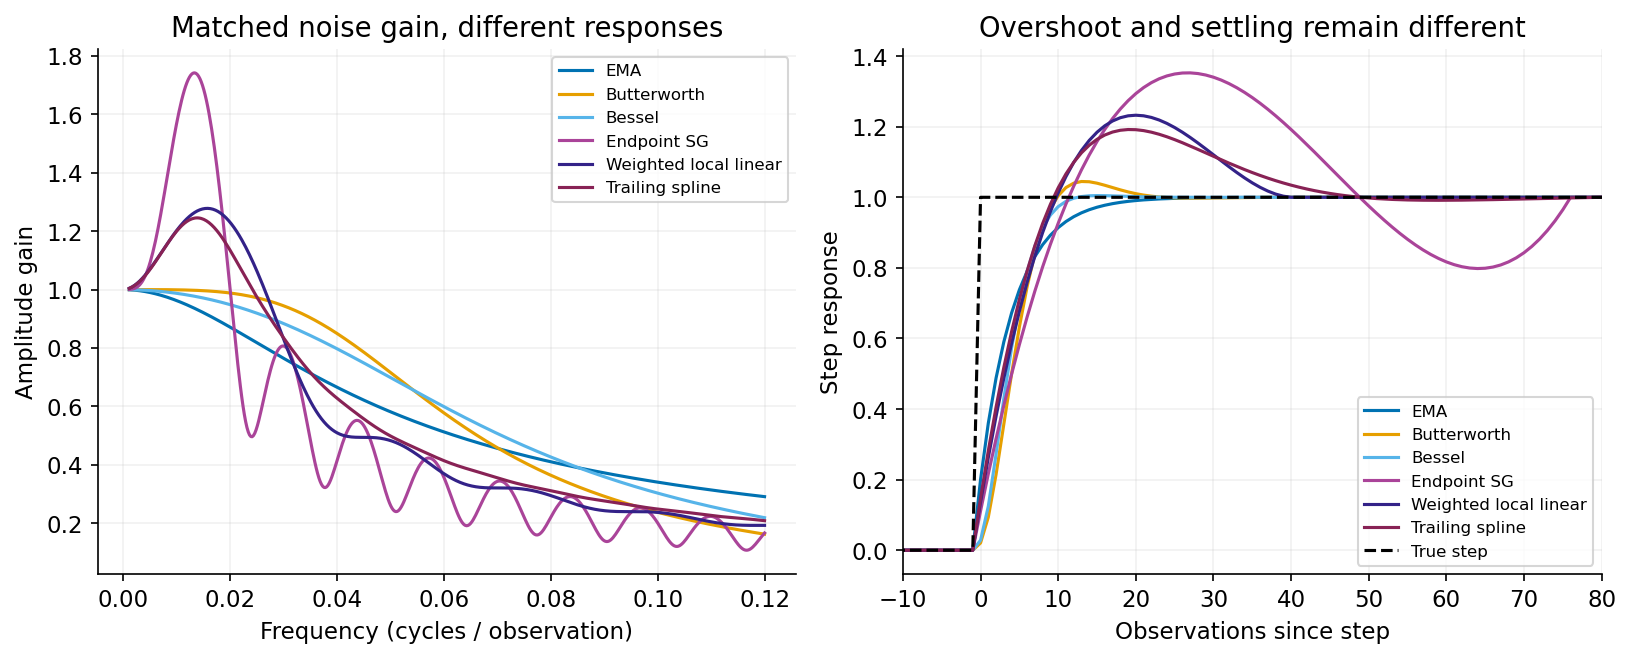 Matched noise gain, different responses
Amplitude gain
1.8
1.6
1.4
1.2
1.0
0.8
0.6
0.4
0.2
EMA
Butterworth
Bessel
Endpoint SG
Weighted local linear
Trailing spline
0.00 0.02 0.04 0.06 0.08 0.10 0.12
Frequency (cycles / observation)
Overshoot and settling remain different
Step response
1.4
1.2
1.0
0.8
0.6
0.4
0.2
0.0
EMA
Butterworth
Bessel
Endpoint SG
Weighted local linear
Trailing spline
True step
−10 0 10 20 30 40 50 60 70 80
Observations since step